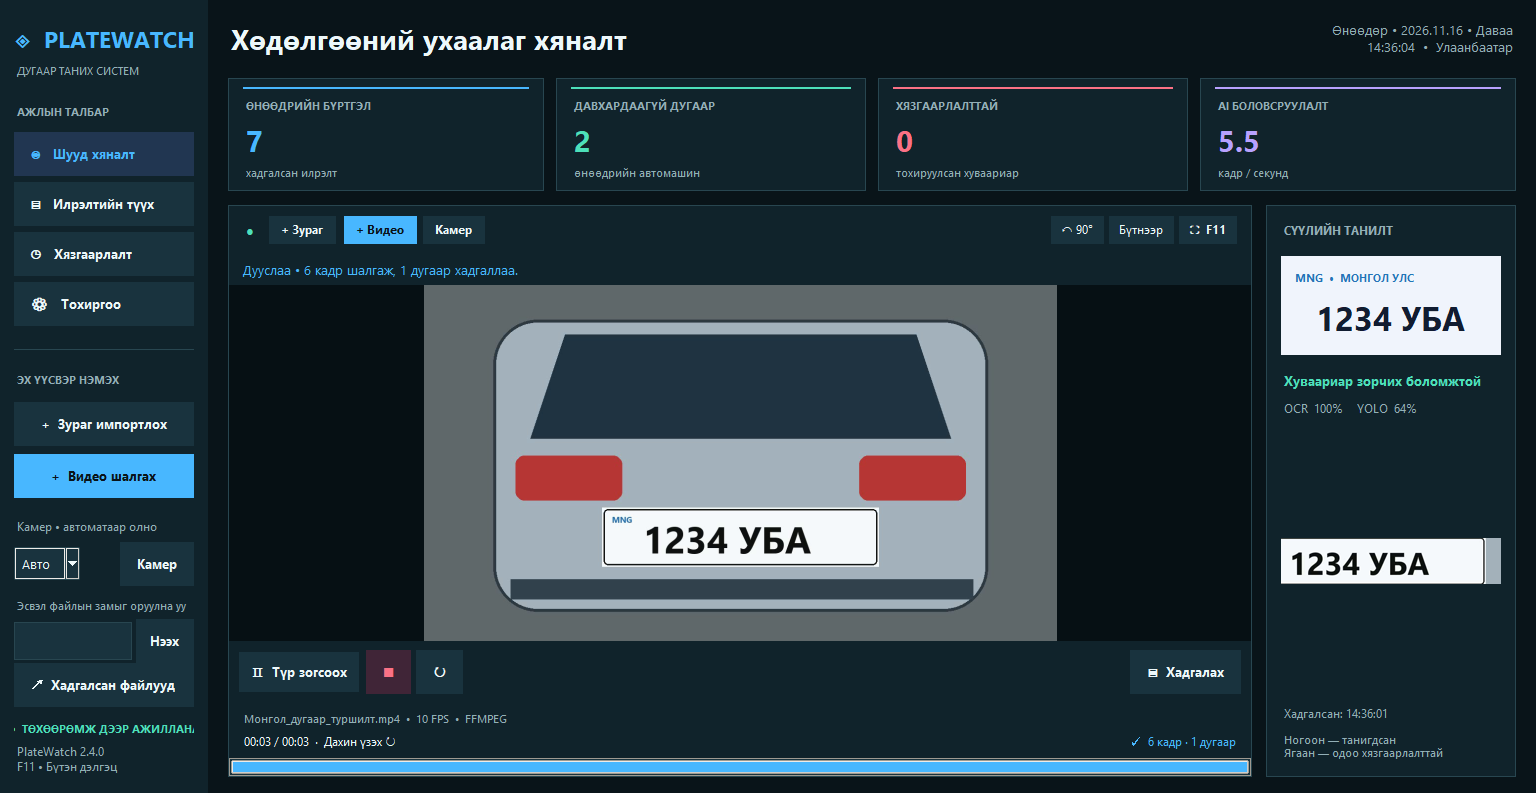 PLATEWATCH
ДУГААР ТАНИХ СИСТЕМ
АЖЛЫН ТАЛБАР
Шууд хяналт
Илрэлтийн түүх
Хязгаарлалт
Тохиргоо
ЭХ ҮҮСВЭР НЭМЭХ
+ Зураг импортлох
+ Видео шалгах
Камер • автоматаар олно
Авто
Камер
Эсвэл файлын замыг оруулна уу
Нээх
Хадгалсан файлууд
ТӨХӨӨРӨМЖ ДЭЭР АЖИЛЛАНА
PlateWatch 2.4.0
F11 • Бүтэн дэлгэц
Хөдөлгөөний ухаалаг хяналт
Өнөөдөр • 2026.11.16 • Даваа
14:36:04 • Улаанбаатар
ӨНӨӨДРИЙН БҮРТГЭЛ
7
хадгалсан илрэлт
ДАВХАРДААГҮЙ ДУГААР
2
өнөөдрийн автомашин
ХЯЗГААРЛАЛТТАЙ
0
тохируулсан хуваариар
AI БОЛОВСРУУЛАЛТ
5.5
кадр / секунд
+ Зураг
+ Видео
Камер
90°
Бүтнээр
F11
Дууслаа • 6 кадр шалгаж, 1 дугаар хадгаллаа.
MNG
1234 УБА
Түр зогсоох
Хадгалах
Монгол_дугаар_туршилт.mp4 • 10 FPS • FFMPEG
00:03 / 00:03 · Дахин үзэх ↻
✓ 6 кадр · 1 дугаар
СҮҮЛИЙН ТАНИЛТ
MNG • МОНГОЛ УЛС
1234 УБА
Хуваариар зорчих боломжтой
OCR 100% YOLO 64%
1234 УБА
Хадгалсан: 14:36:01
Ногоон — танигдсан
Ягаан — одоо хязгаарлалттай